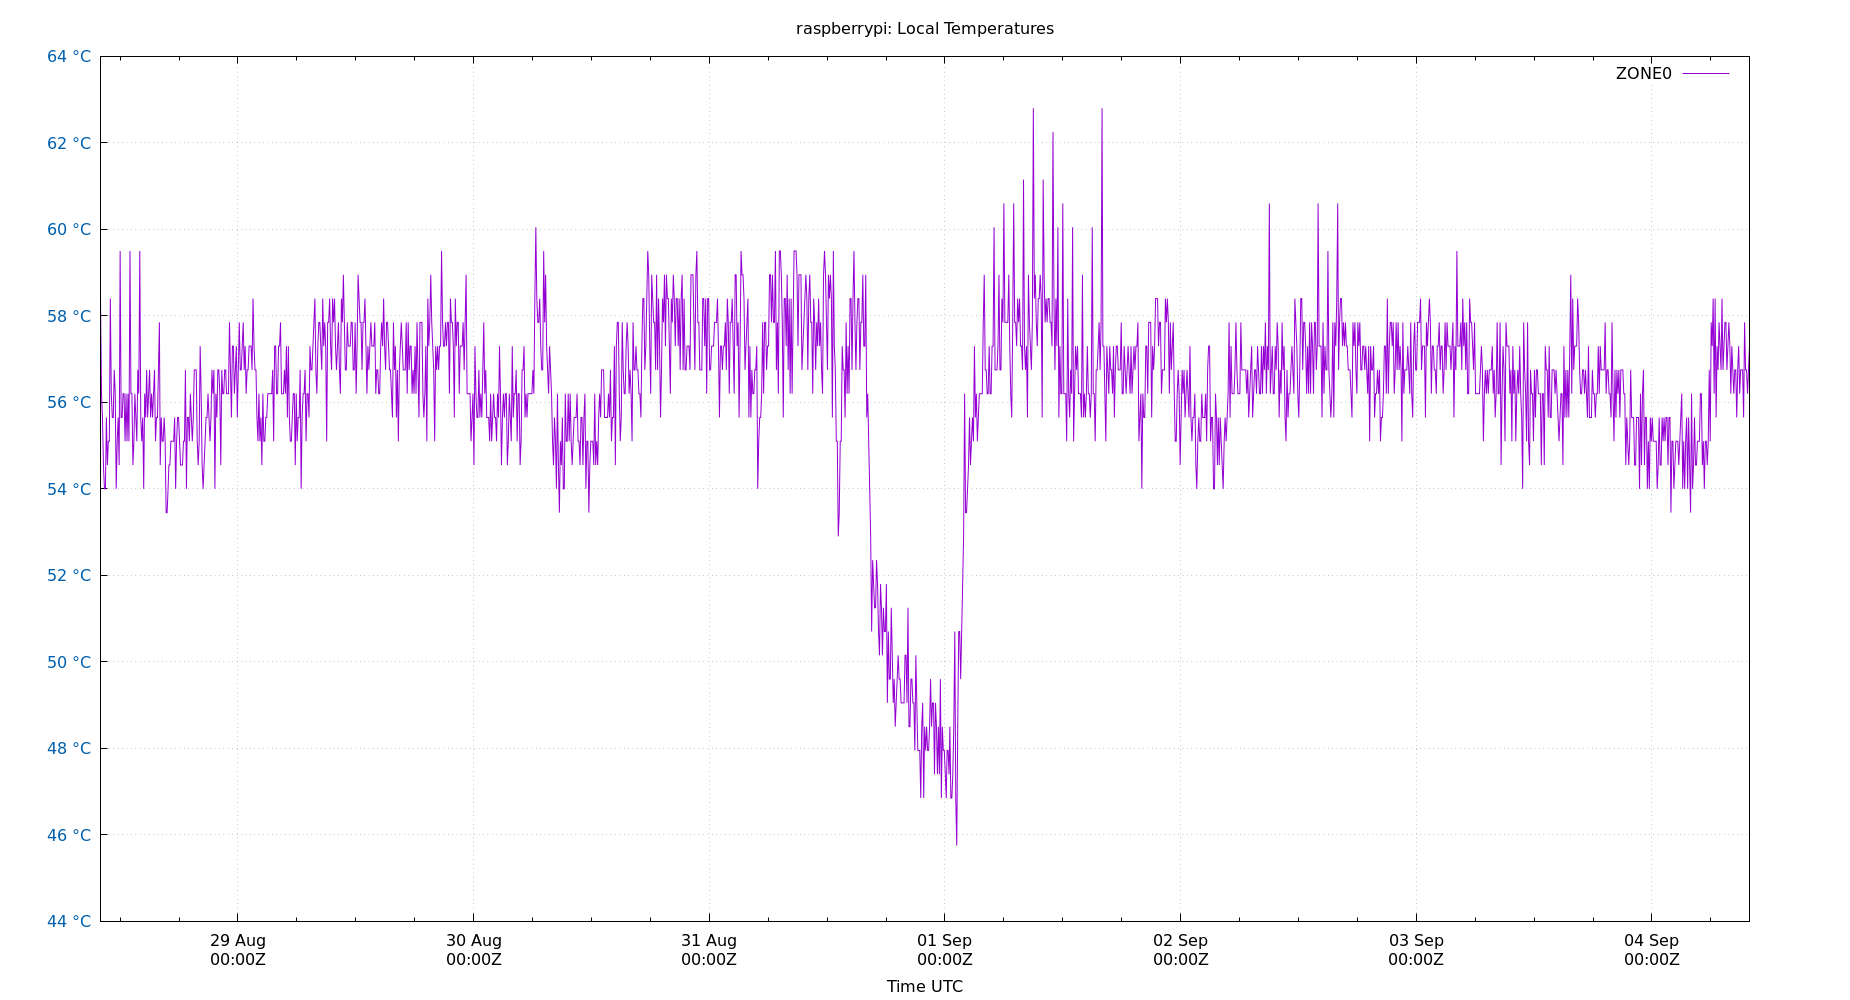 raspberrypi: Local Temperatures
ZONE0
64 °C
62 °C
60 °C
58 °C
56 °C
54 °C
52 °C
50 °C
48 °C
46 °C
44 °C
29 Aug 30 Aug 31 Aug 01 Sep 02 Sep 03 Sep 04 Sep
00:00Z 00:00Z 00:00Z 00:00Z 00:00Z 00:00Z 00:00Z
Time UTC